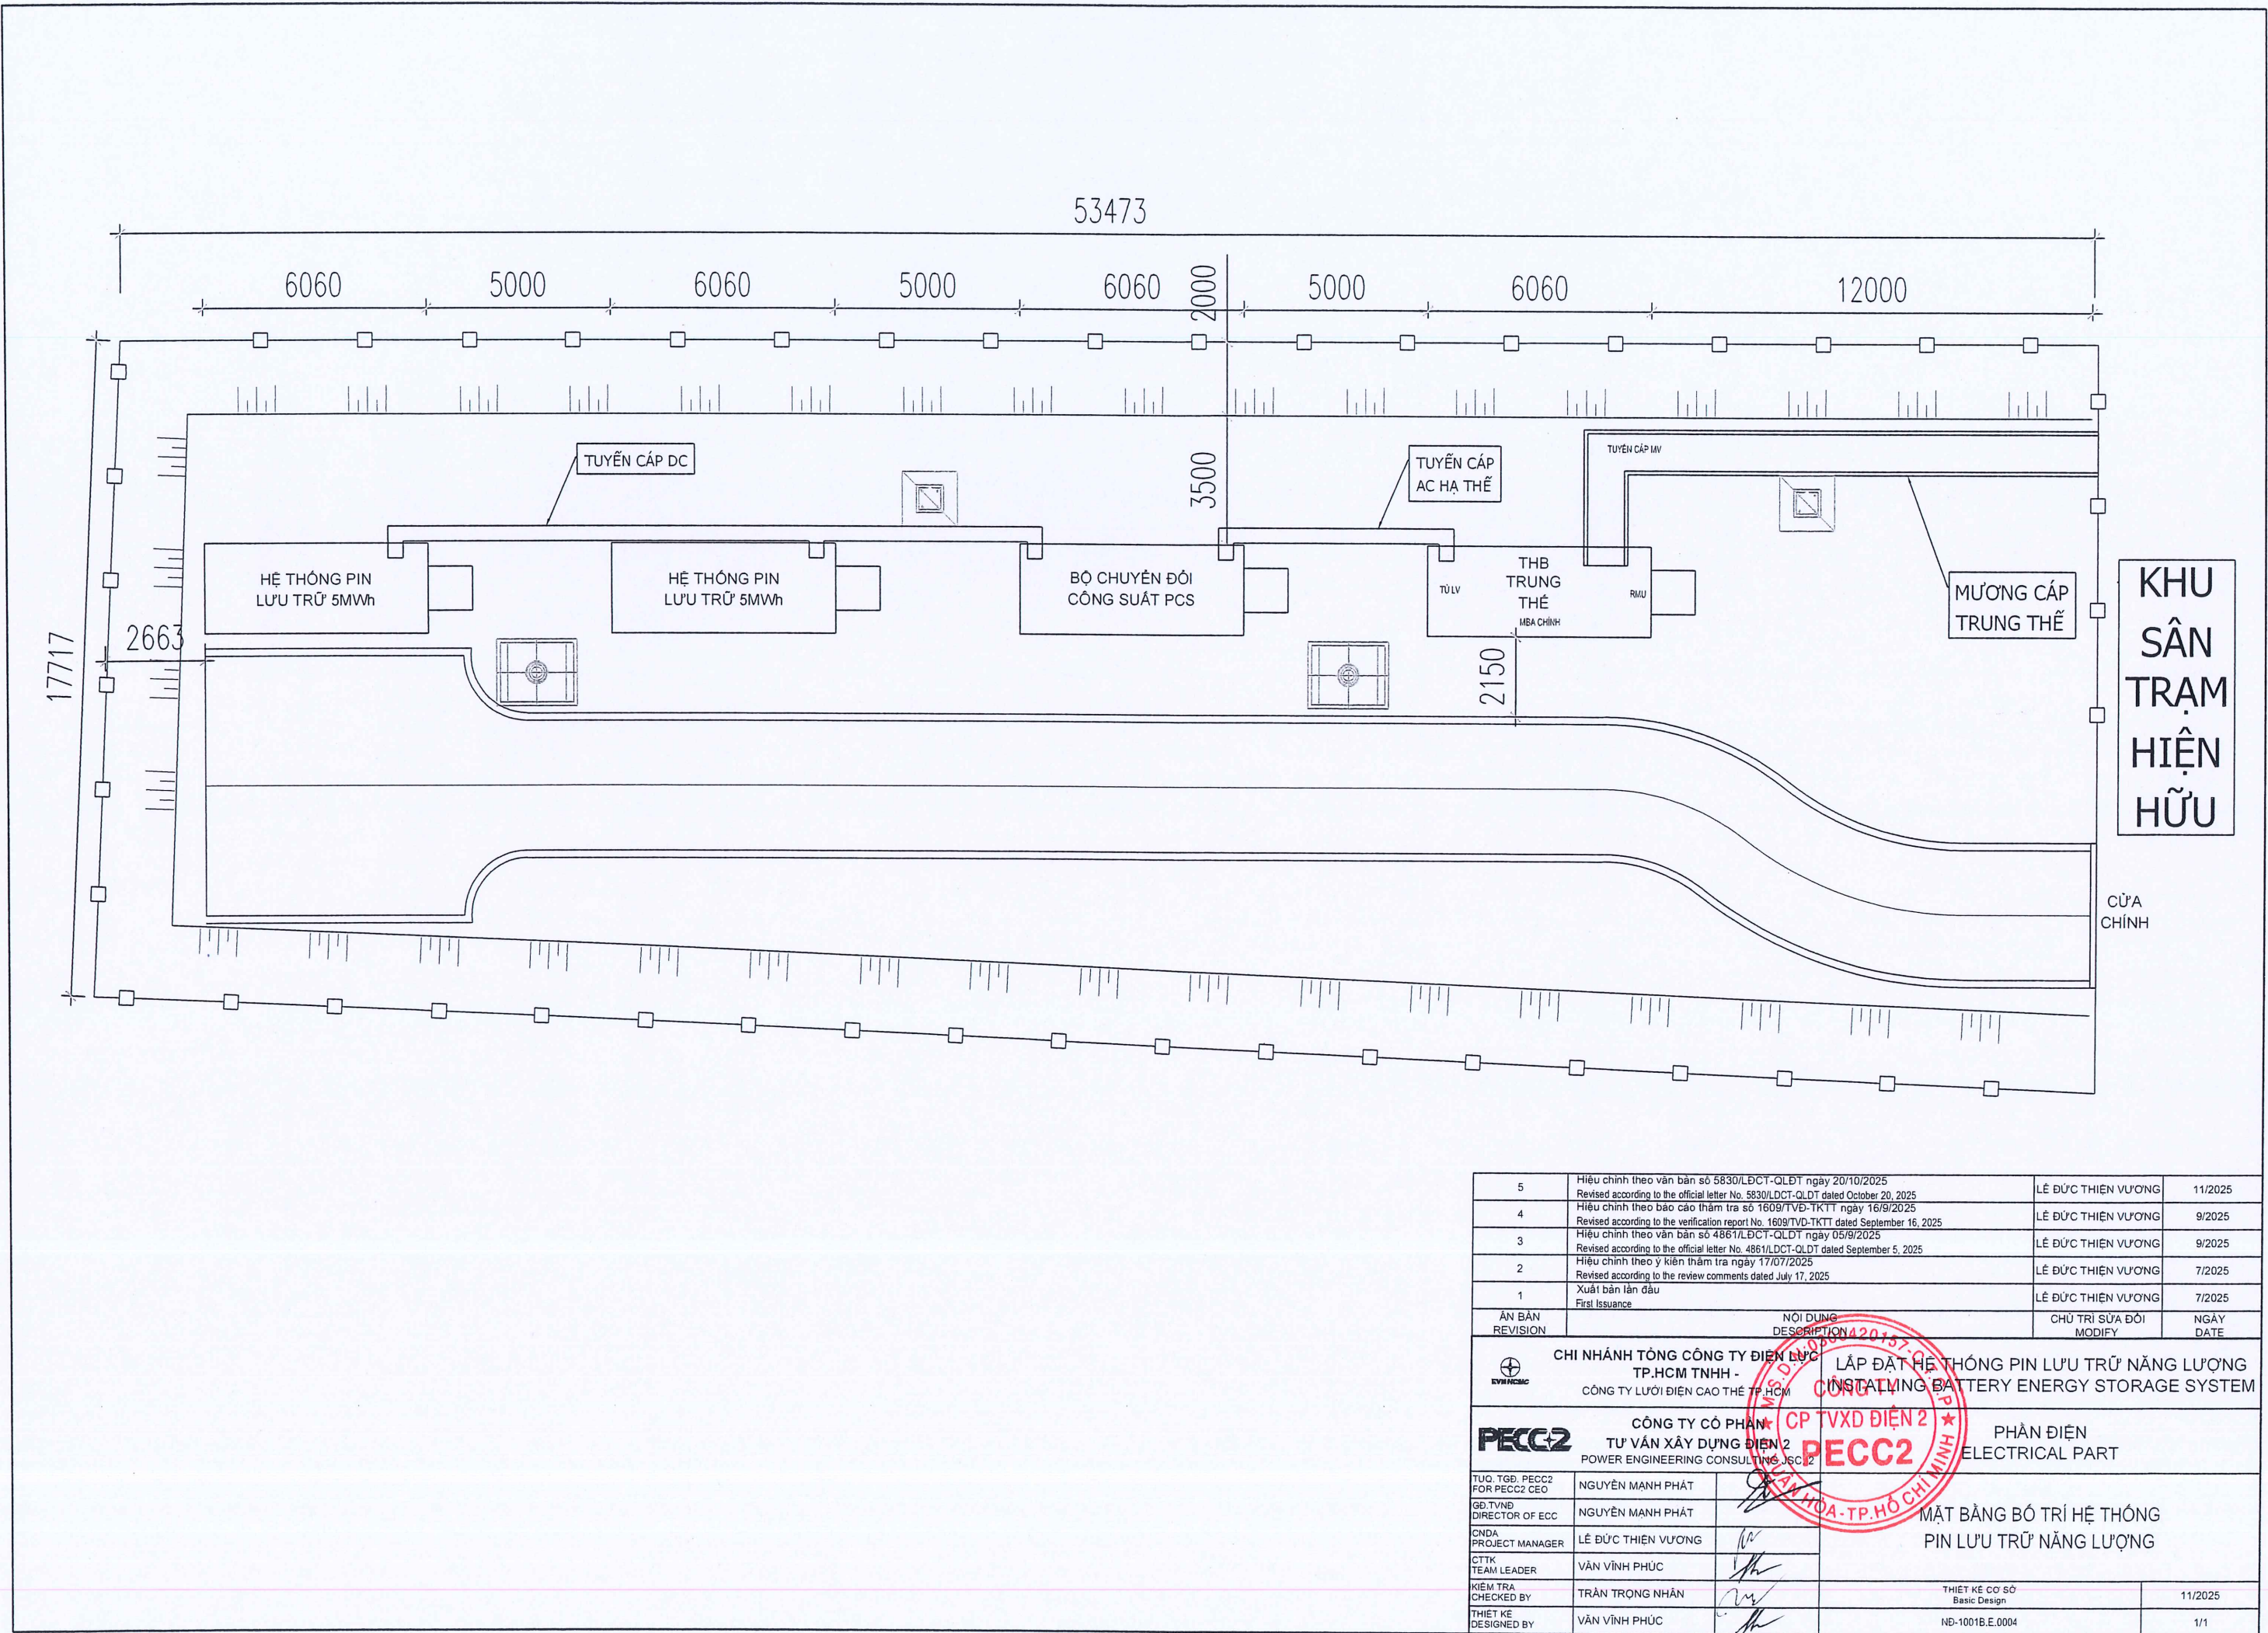 53473
6060
5000
6060
5000
6060
2000
5000
6060
12000
TUYẾN CÁP DC
3500
TUYẾN CÁP
AC HẠ THẾ
TUYẾN CÁP MV
HỆ THỐNG PIN
LƯU TRỮ 5MWh
HỆ THỐNG PIN
LƯU TRỮ 5MWh
BỘ CHUYỂN ĐỔI
CÔNG SUẤT PCS
TỦ LV
THB
TRUNG
THẾ
MBA CHÍNH
RMU
MƯƠNG CÁP
TRUNG THẾ
KHU
SÂN
TRẠM
HIỆN
HỮU
17717
2663
2150
CỬA
CHÍNH
5
Hiệu chỉnh theo văn bản số 5830/LĐCT-QLĐT ngày 20/10/2025
Revised according to the official letter No. 5830/LDCT-QLDT dated October 20, 2025
LÊ ĐỨC THIỆN VƯƠNG
11/2025
4
Hiệu chỉnh theo báo cáo thẩm tra số 1609/TVĐ-TKTT ngày 16/9/2025
Revised according to the verification report No. 1609/TVD-TKTT dated September 16, 2025
LÊ ĐỨC THIỆN VƯƠNG
9/2025
3
Hiệu chỉnh theo văn bản số 4861/LĐCT-QLDT ngày 05/9/2025
Revised according to the official letter No. 4861/LDCT-QLDT dated September 5, 2025
LÊ ĐỨC THIỆN VƯƠNG
9/2025
2
Hiệu chỉnh theo ý kiến thẩm tra ngày 17/07/2025
Revised according to the review comments dated July 17, 2025
LÊ ĐỨC THIỆN VƯƠNG
7/2025
1
Xuất bản lần đầu
First Issuance
LÊ ĐỨC THIỆN VƯƠNG
7/2025
ẤN BẢN
REVISION
NỘI DUNG
DESCRIPTION
CHỦ TRÌ SỬA ĐỔI
MODIFY
NGÀY
DATE
EVNHCMC
CHI NHÁNH TỔNG CÔNG TY ĐIỆN LỰC
TP.HCM TNHH -
CÔNG TY LƯỚI ĐIỆN CAO THẾ TP.HCM
LẮP ĐẶT HỆ THỐNG PIN LƯU TRỮ NĂNG LƯỢNG
INSTALLING BATTERY ENERGY STORAGE SYSTEM
PECC2
CÔNG TY CỔ PHẦN
TƯ VẤN XÂY DỰNG ĐIỆN 2
POWER ENGINEERING CONSULTING JSC. 2
PHẦN ĐIỆN
ELECTRICAL PART
M.S.D.N:0300420157-C.T.C.P
CÔNG TY
CP TVXD ĐIỆN 2
PECC2
XUÂN HÒA-TP.HỒ CHÍ MINH
TUQ. TGĐ. PECC2
FOR PECC2 CEO
NGUYỄN MẠNH PHÁT
GĐ.TVNĐ
DIRECTOR OF ECC
NGUYỄN MẠNH PHÁT
CNDA
PROJECT MANAGER
LÊ ĐỨC THIỆN VƯƠNG
CTTK
TEAM LEADER
VĂN VĨNH PHÚC
KIỂM TRA
CHECKED BY
TRẦN TRỌNG NHÂN
THIẾT KẾ
DESIGNED BY
VĂN VĨNH PHÚC
MẶT BẰNG BỐ TRÍ HỆ THỐNG
PIN LƯU TRỮ NĂNG LƯỢNG
THIẾT KẾ CƠ SỞ
Basic Design
11/2025
NĐ-1001B.E.0004
1/1